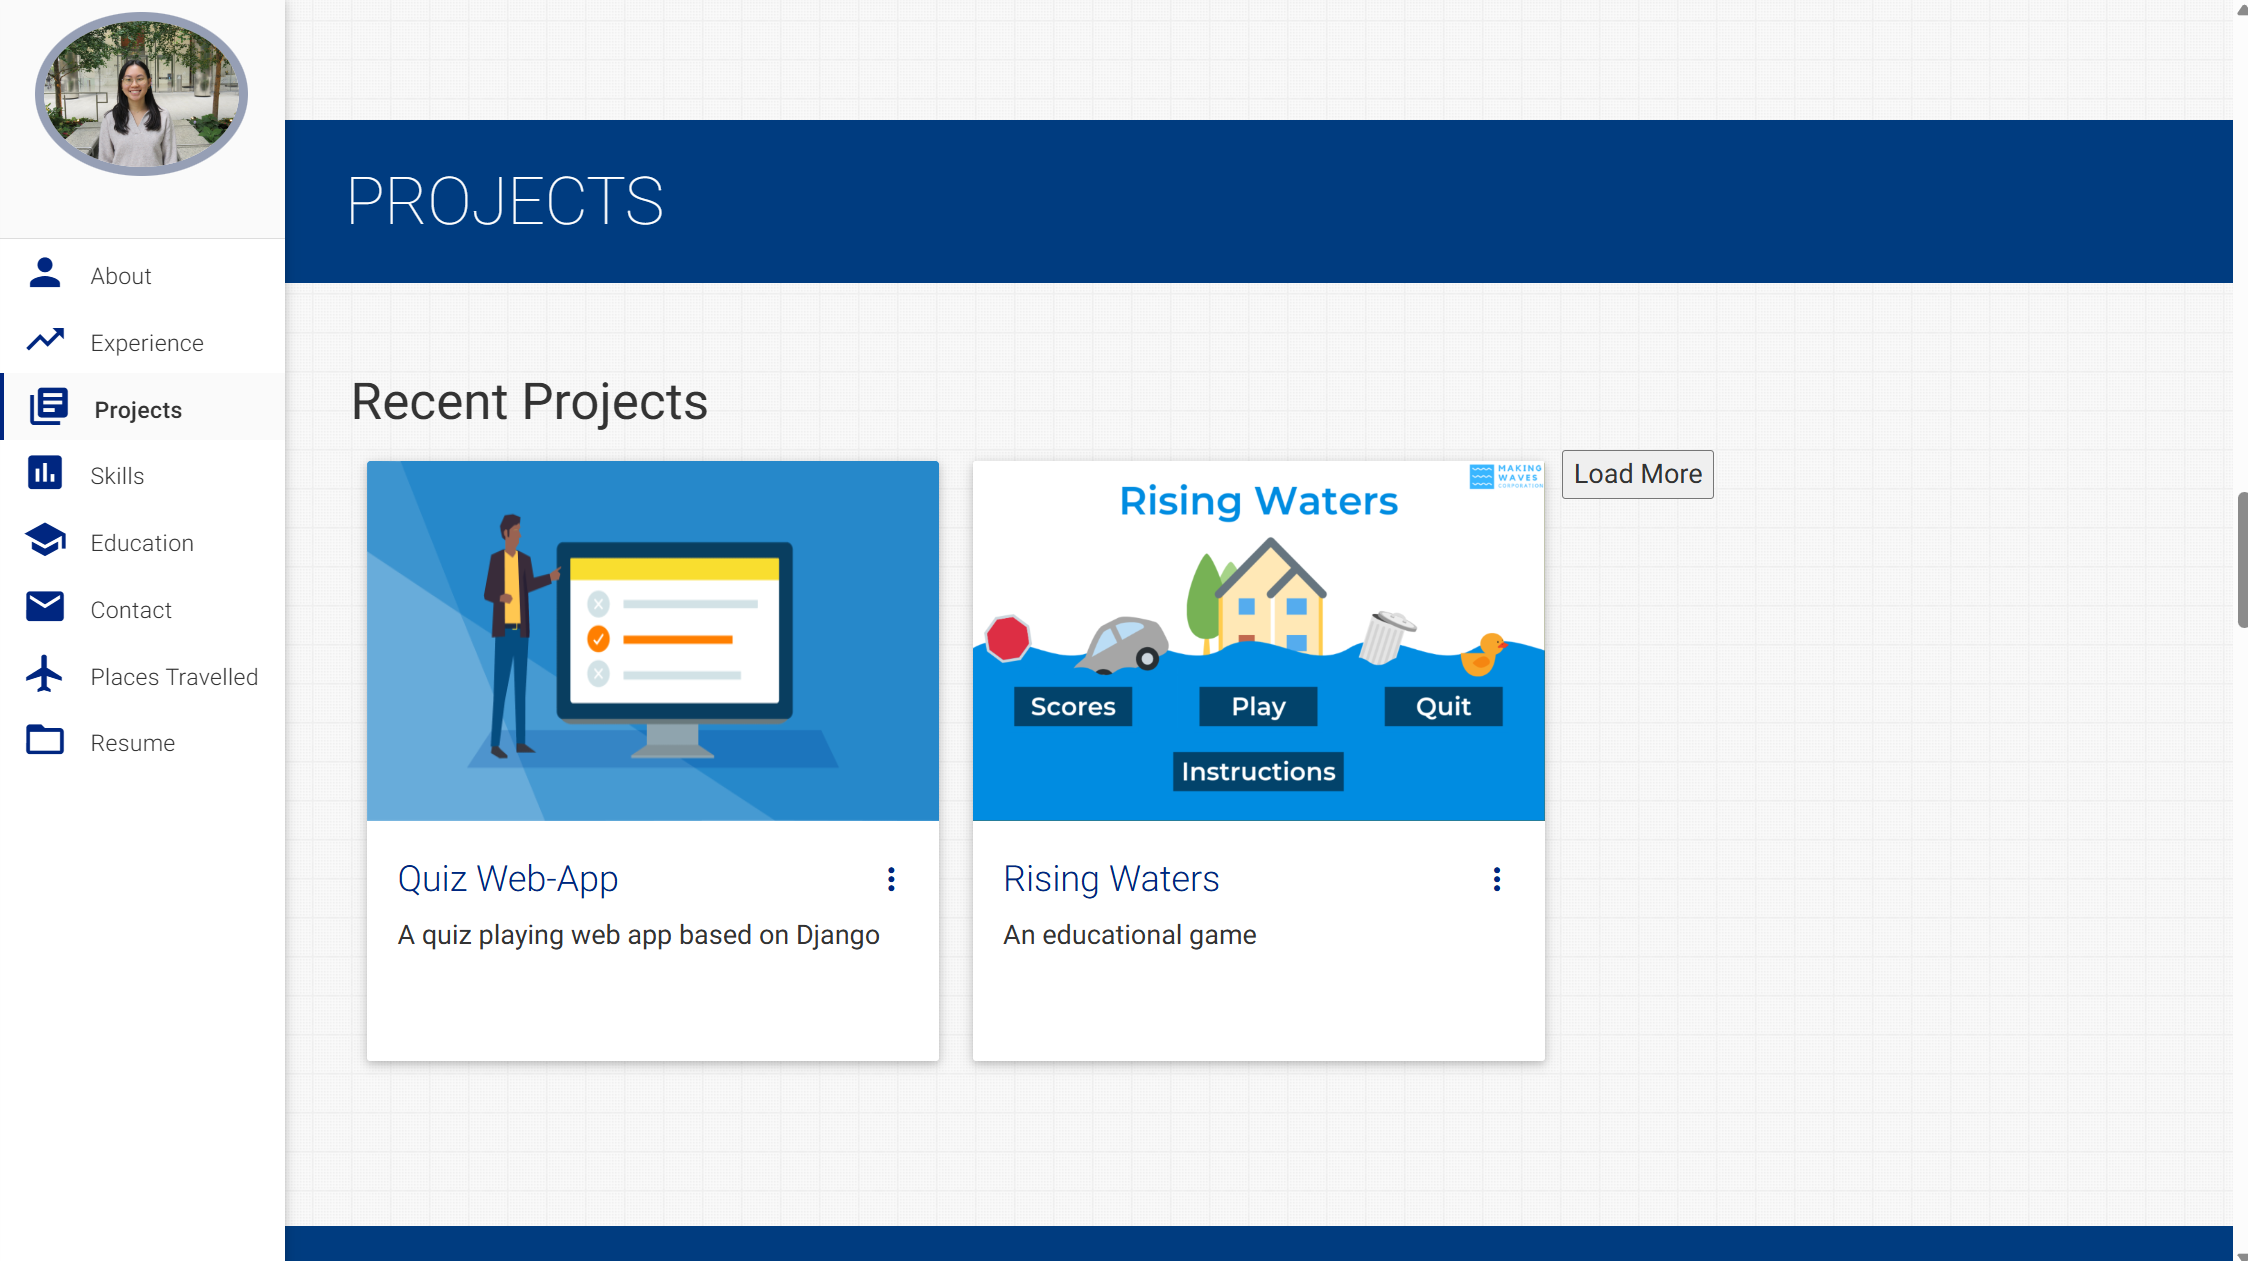 About
Experience
Projects
Skills
Education
Contact
Places Travelled
Resume
PROJECTS
Recent Projects
Load More
MAKING
WAVES
CORPORATION
Rising Waters
Scores
Play
Quit
Instructions
Quiz Web-App
A quiz playing web app based on Django
Rising Waters
An educational game